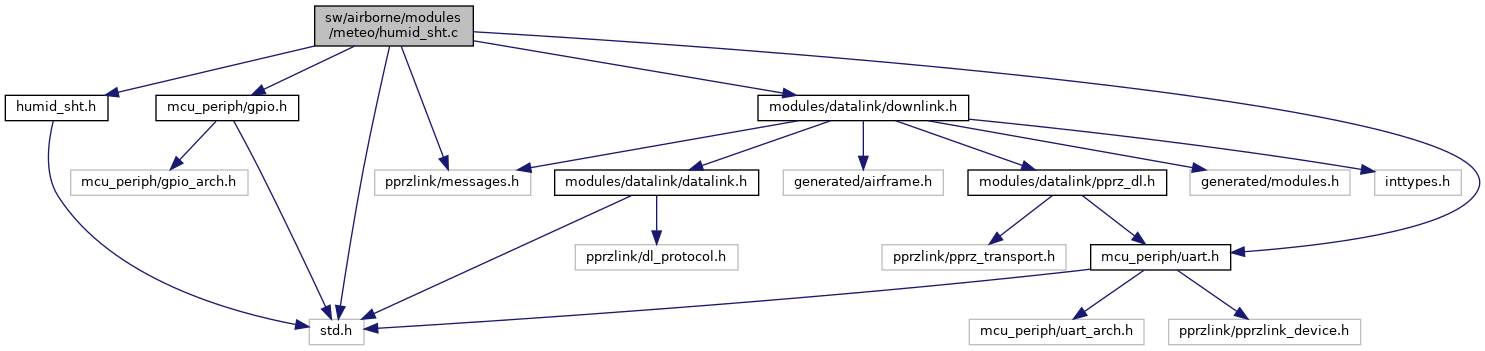 sw/airborne/modules
/meteo/humid_sht.c
humid_sht.h
mcu_periph/gpio.h
modules/datalink/downlink.h
mcu_periph/gpio_arch.h
pprzlink/messages.h
modules/datalink/datalink.h
generated/airframe.h
modules/datalink/pprz_dl.h
generated/modules.h
inttypes.h
pprzlink/dl_protocol.h
pprzlink/pprz_transport.h
mcu_periph/uart.h
std.h
mcu_periph/uart_arch.h
pprzlink/pprzlink_device.h